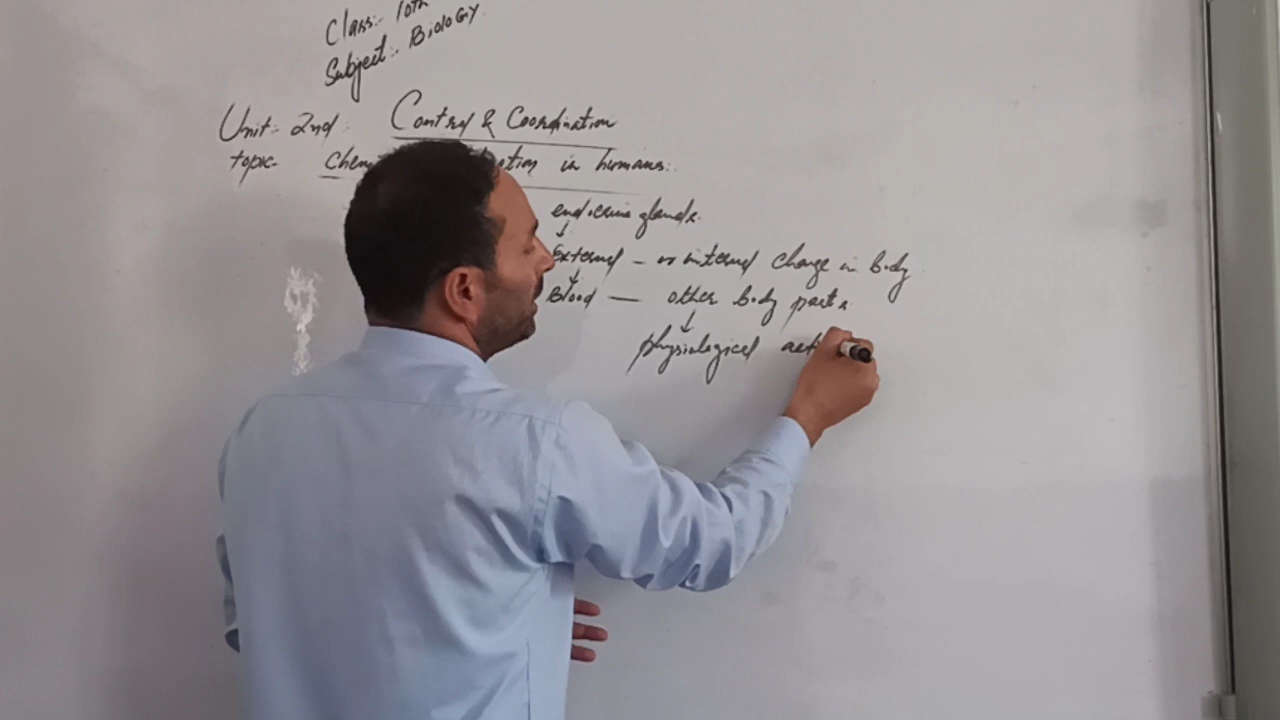 Class:- 10th
Subject:- Biology.
Unit:- 2nd: Control & Coordination
topic- in humans:
endocrine glands.
↓
External - or internal change in body
↓
Blood — other body parts
↓
physiological